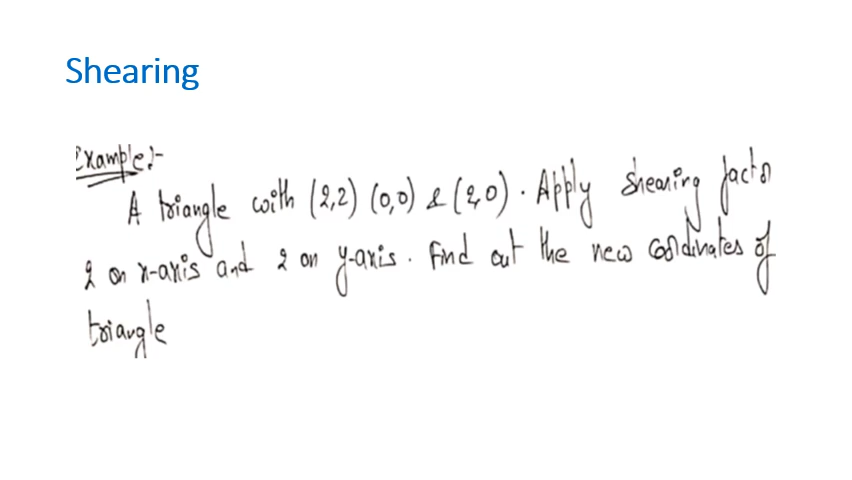 Shearing
Example:-
A triangle with (2,2) (0,0) & (2,0). Apply shearing factor
2 on x-axis and 2 on y-axis. Find out the new coordinates of
triangle